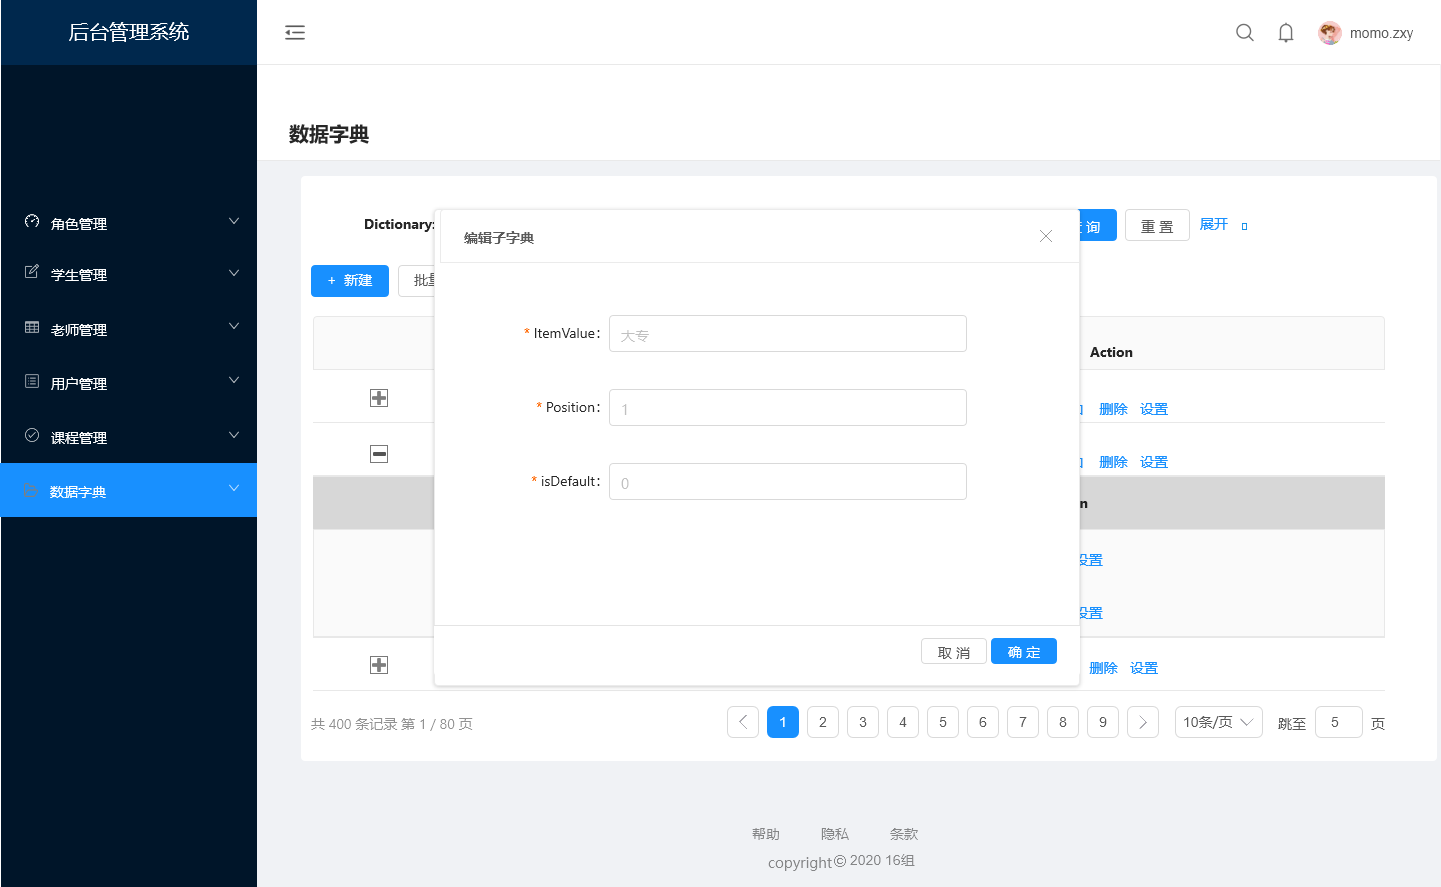 后台管理系统
momo.zxy
数据字典
角色管理
学生管理
老师管理
用户管理
课程管理
数据字典
Dictionary:
询
重 置
展开
+ 新建
批
编辑子字典
* ItemValue:
大专
* Position:
1
* isDefault:
0
取 消
确 定
Action
删除 设置
删除 设置
n
设置
设置
删除 设置
共 400 条记录 第 1 / 80 页
1 2 3 4 5 6 7 8 9
10条/页
跳至 5 页
帮助 隐私 条款
copyright© 2020 16组